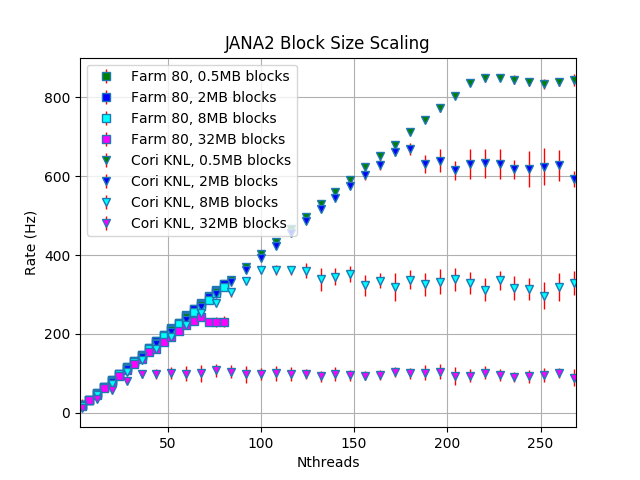 JANA2 Block Size Scaling
Farm 80, 0.5MB blocks
Farm 80, 2MB blocks
Farm 80, 8MB blocks
Farm 80, 32MB blocks
Cori KNL, 0.5MB blocks
Cori KNL, 2MB blocks
Cori KNL, 8MB blocks
Cori KNL, 32MB blocks
Rate (Hz)
800
600
400
200
0
50 100 150 200 250
Nthreads